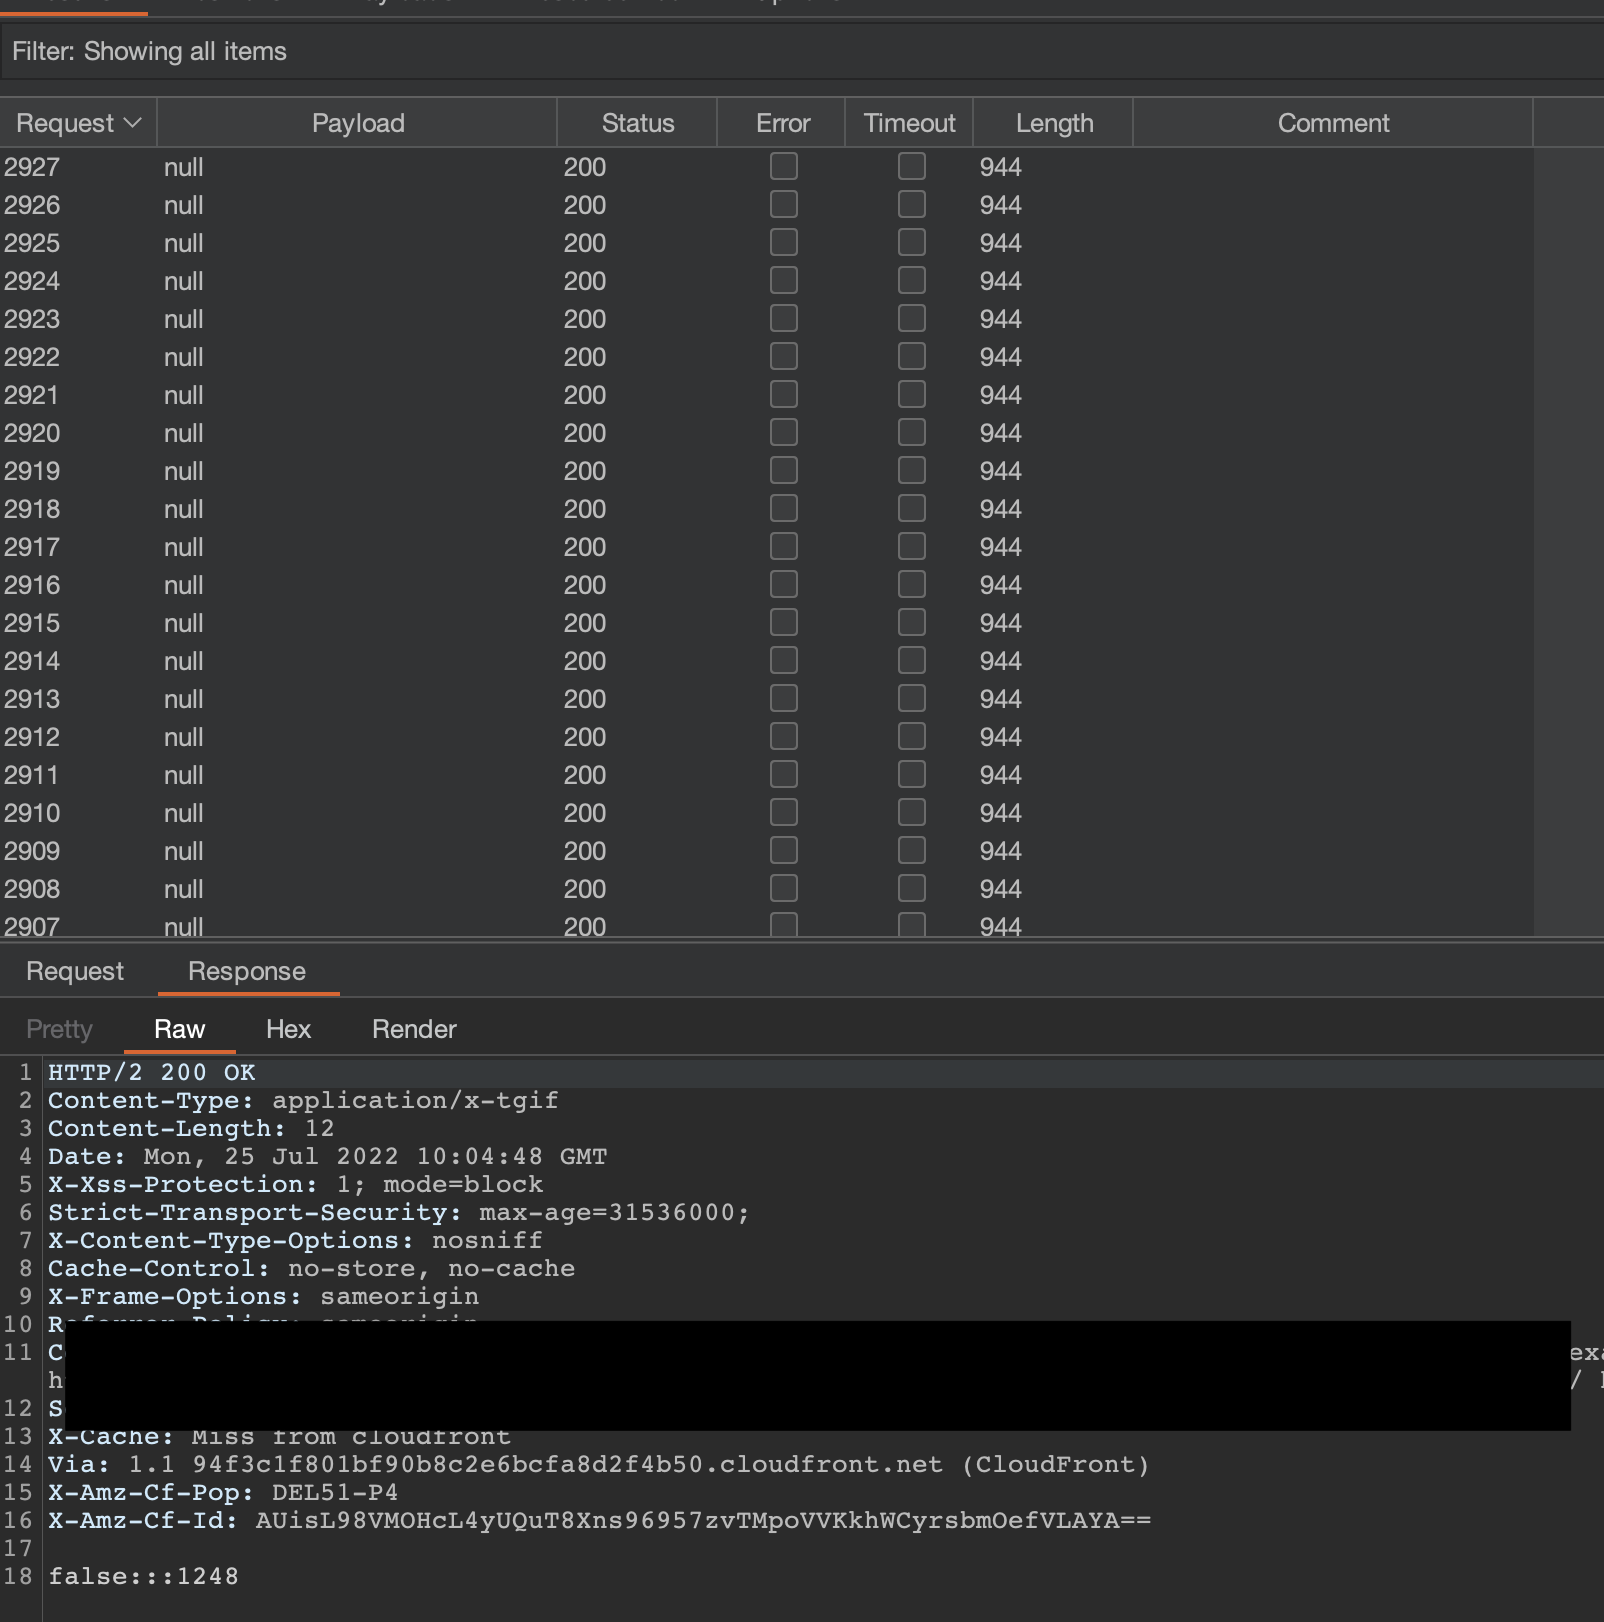 Filter: Showing all items
Request Payload Status Error Timeout Length Comment
2927 null 200 944
2926 null 200 944
2925 null 200 944
2924 null 200 944
2923 null 200 944
2922 null 200 944
2921 null 200 944
2920 null 200 944
2919 null 200 944
2918 null 200 944
2917 null 200 944
2916 null 200 944
2915 null 200 944
2914 null 200 944
2913 null 200 944
2912 null 200 944
2911 null 200 944
2910 null 200 944
2909 null 200 944
2908 null 200 944
2907 null 200 944
Request Response
Pretty Raw Hex Render
1 HTTP/2 200 OK
2 Content-Type: application/x-tgif
3 Content-Length: 12
4 Date: Mon, 25 Jul 2022 10:04:48 GMT
5 X-Xss-Protection: 1; mode=block
6 Strict-Transport-Security: max-age=31536000;
7 X-Content-Type-Options: nosniff
8 Cache-Control: no-store, no-cache
9 X-Frame-Options: sameorigin
10 Referrer-Policy: sameorigin
11 C exa
h /
12 S
13 X-Cache: Miss from cloudfront
14 Via: 1.1 94f3c1f801bf90b8c2e6bcfa8d2f4b50.cloudfront.net (CloudFront)
15 X-Amz-Cf-Pop: DEL51-P4
16 X-Amz-Cf-Id: AUisL98VMOHcL4yUQuT8Xns96957zvTMpoVVKkhWCyrsbmOefVLAYA==
17
18 false:::1248